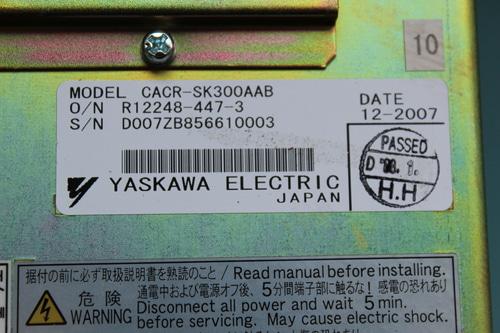 10
MODEL CACR-SK300AAB
O/N R12248-447-3
S/N D007ZB856610003
DATE
12-2007
PASSED
D '08. 1.
H.H
YASKAWA ELECTRIC
JAPAN
据付の前に必ず取扱説明書を熟読のこと / Read manual before installing.
危険
WARNING
通電中および電源オフ後、5分間端子部に触るな! 感電の恐れあり
Disconnect all power and wait 5 min.
before servicing. May cause electric shock.